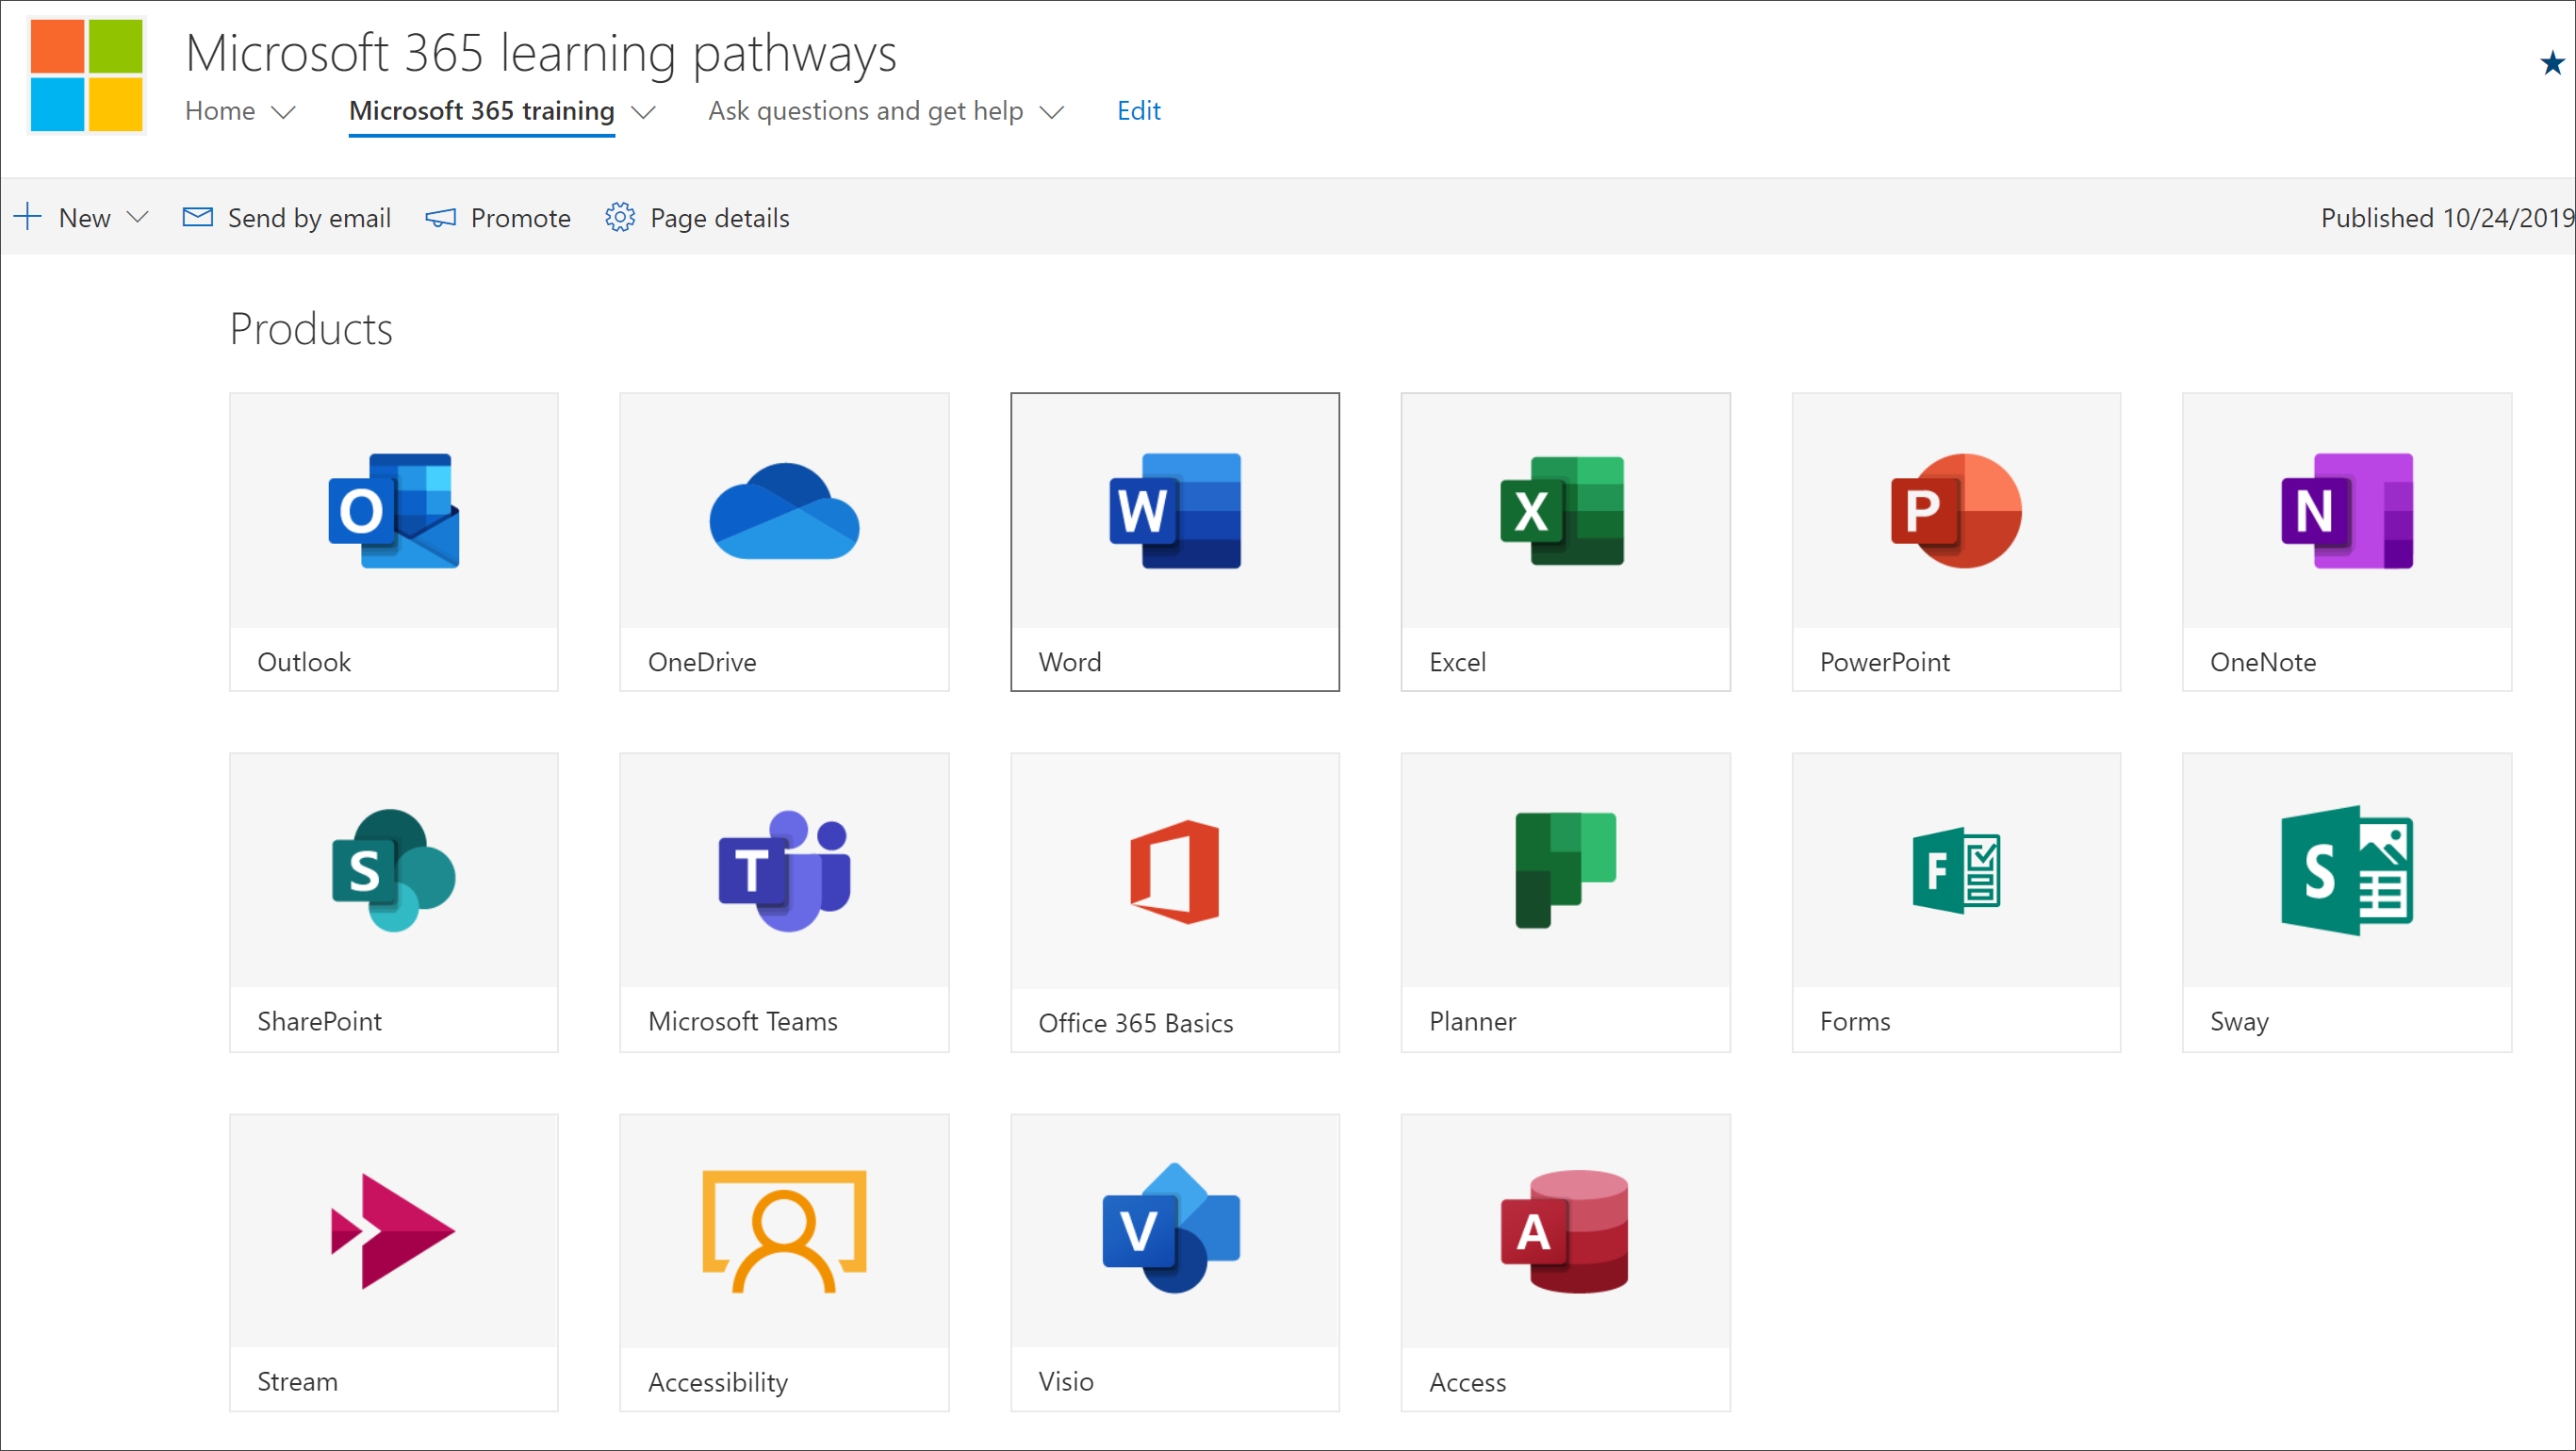 Microsoft 365 learning pathways
Home Microsoft 365 training Ask questions and get help Edit
New Send by email Promote Page details Published 10/24/2019
Products
O W X P N
Outlook OneDrive Word Excel PowerPoint OneNote
S T F S
SharePoint Microsoft Teams Office 365 Basics Planner Forms Sway
V A
Stream Accessibility Visio Access